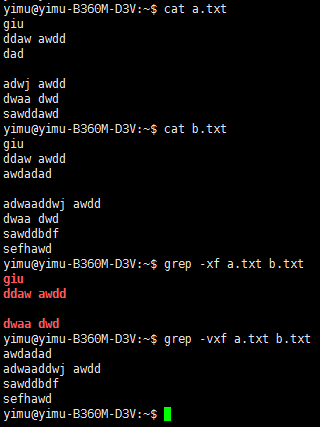 yimu@yimu-B360M-D3V:~$ cat a.txt
giu
ddaw awdd
dad

adwj awdd
dwaa dwd
sawddawd
yimu@yimu-B360M-D3V:~$ cat b.txt
giu
ddaw awdd
awdadad

adwaaddwj awdd
dwaa dwd
sawddbdf
sefhawd
yimu@yimu-B360M-D3V:~$ grep -xf a.txt b.txt
giu
ddaw awdd

dwaa dwd
yimu@yimu-B360M-D3V:~$ grep -vxf a.txt b.txt
awdadad
adwaaddwj awdd
sawddbdf
sefhawd
yimu@yimu-B360M-D3V:~$